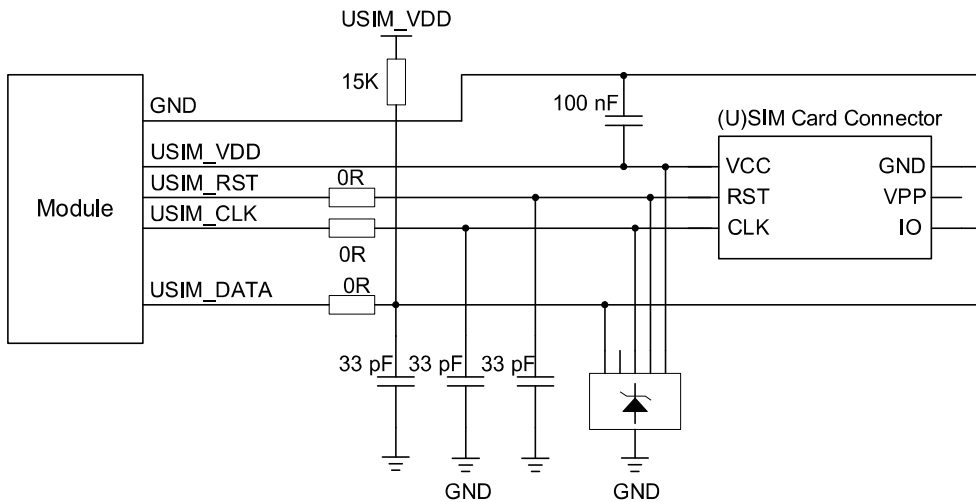 USIM_VDD
15K
GND
100 nF
(U)SIM Card Connector
USIM_VDD
VCC
GND
USIM_RST
0R
RST
VPP
Module
USIM_CLK
CLK
IO
0R
USIM_DATA
0R
33 pF
33 pF
33 pF
GND
GND